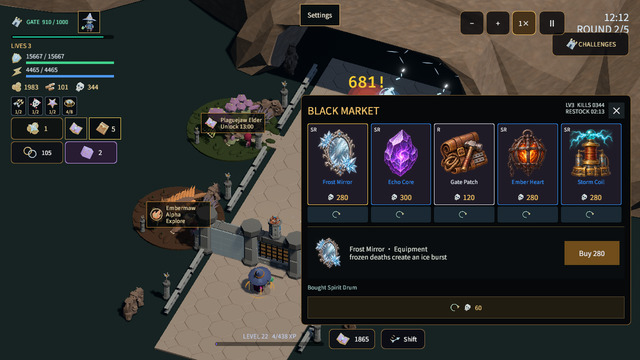 GATE 910 / 1000
Settings
− + 1× 
12:12
ROUND 2/5
CHALLENGES
LIVES 3
15667 / 15667
4465 / 4465
1983 101 344
1/2 1/2 1/2 4/8
1 5
105 2
681!
Plaguejaw Elder
Unlock 13:00
Embermaw
Alpha
Explore
BLACK MARKET
LV3 KILLS 0344
RESTOCK 02:13
SR SR R SR SR
Frost Mirror Echo Core Gate Patch Ember Heart Storm Coil
280 300 120 280 280
Frost Mirror · Equipment
frozen deaths create an ice burst
Buy 280
Bought Spirit Drum
60
LEVEL 22 4/438 XP
1865 Shift